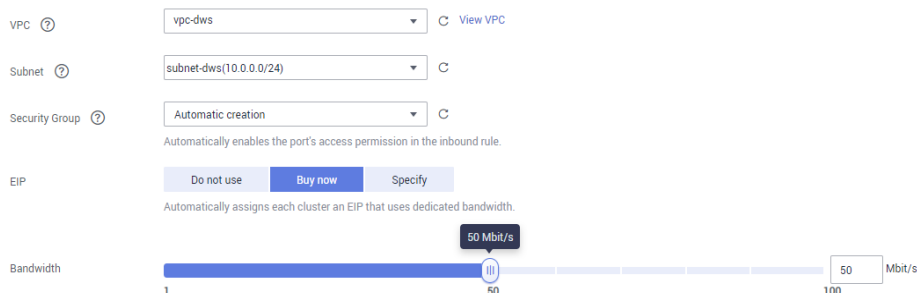 VPC ? vpc-dws View VPC
Subnet ? subnet-dws(10.0.0.0/24)
Security Group ? Automatic creation
Automatically enables the port's access permission in the inbound rule.
EIP Do not use Buy now Specify
Automatically assigns each cluster an EIP that uses dedicated bandwidth.
50 Mbit/s
Bandwidth 50 Mbit/s
1 50 100